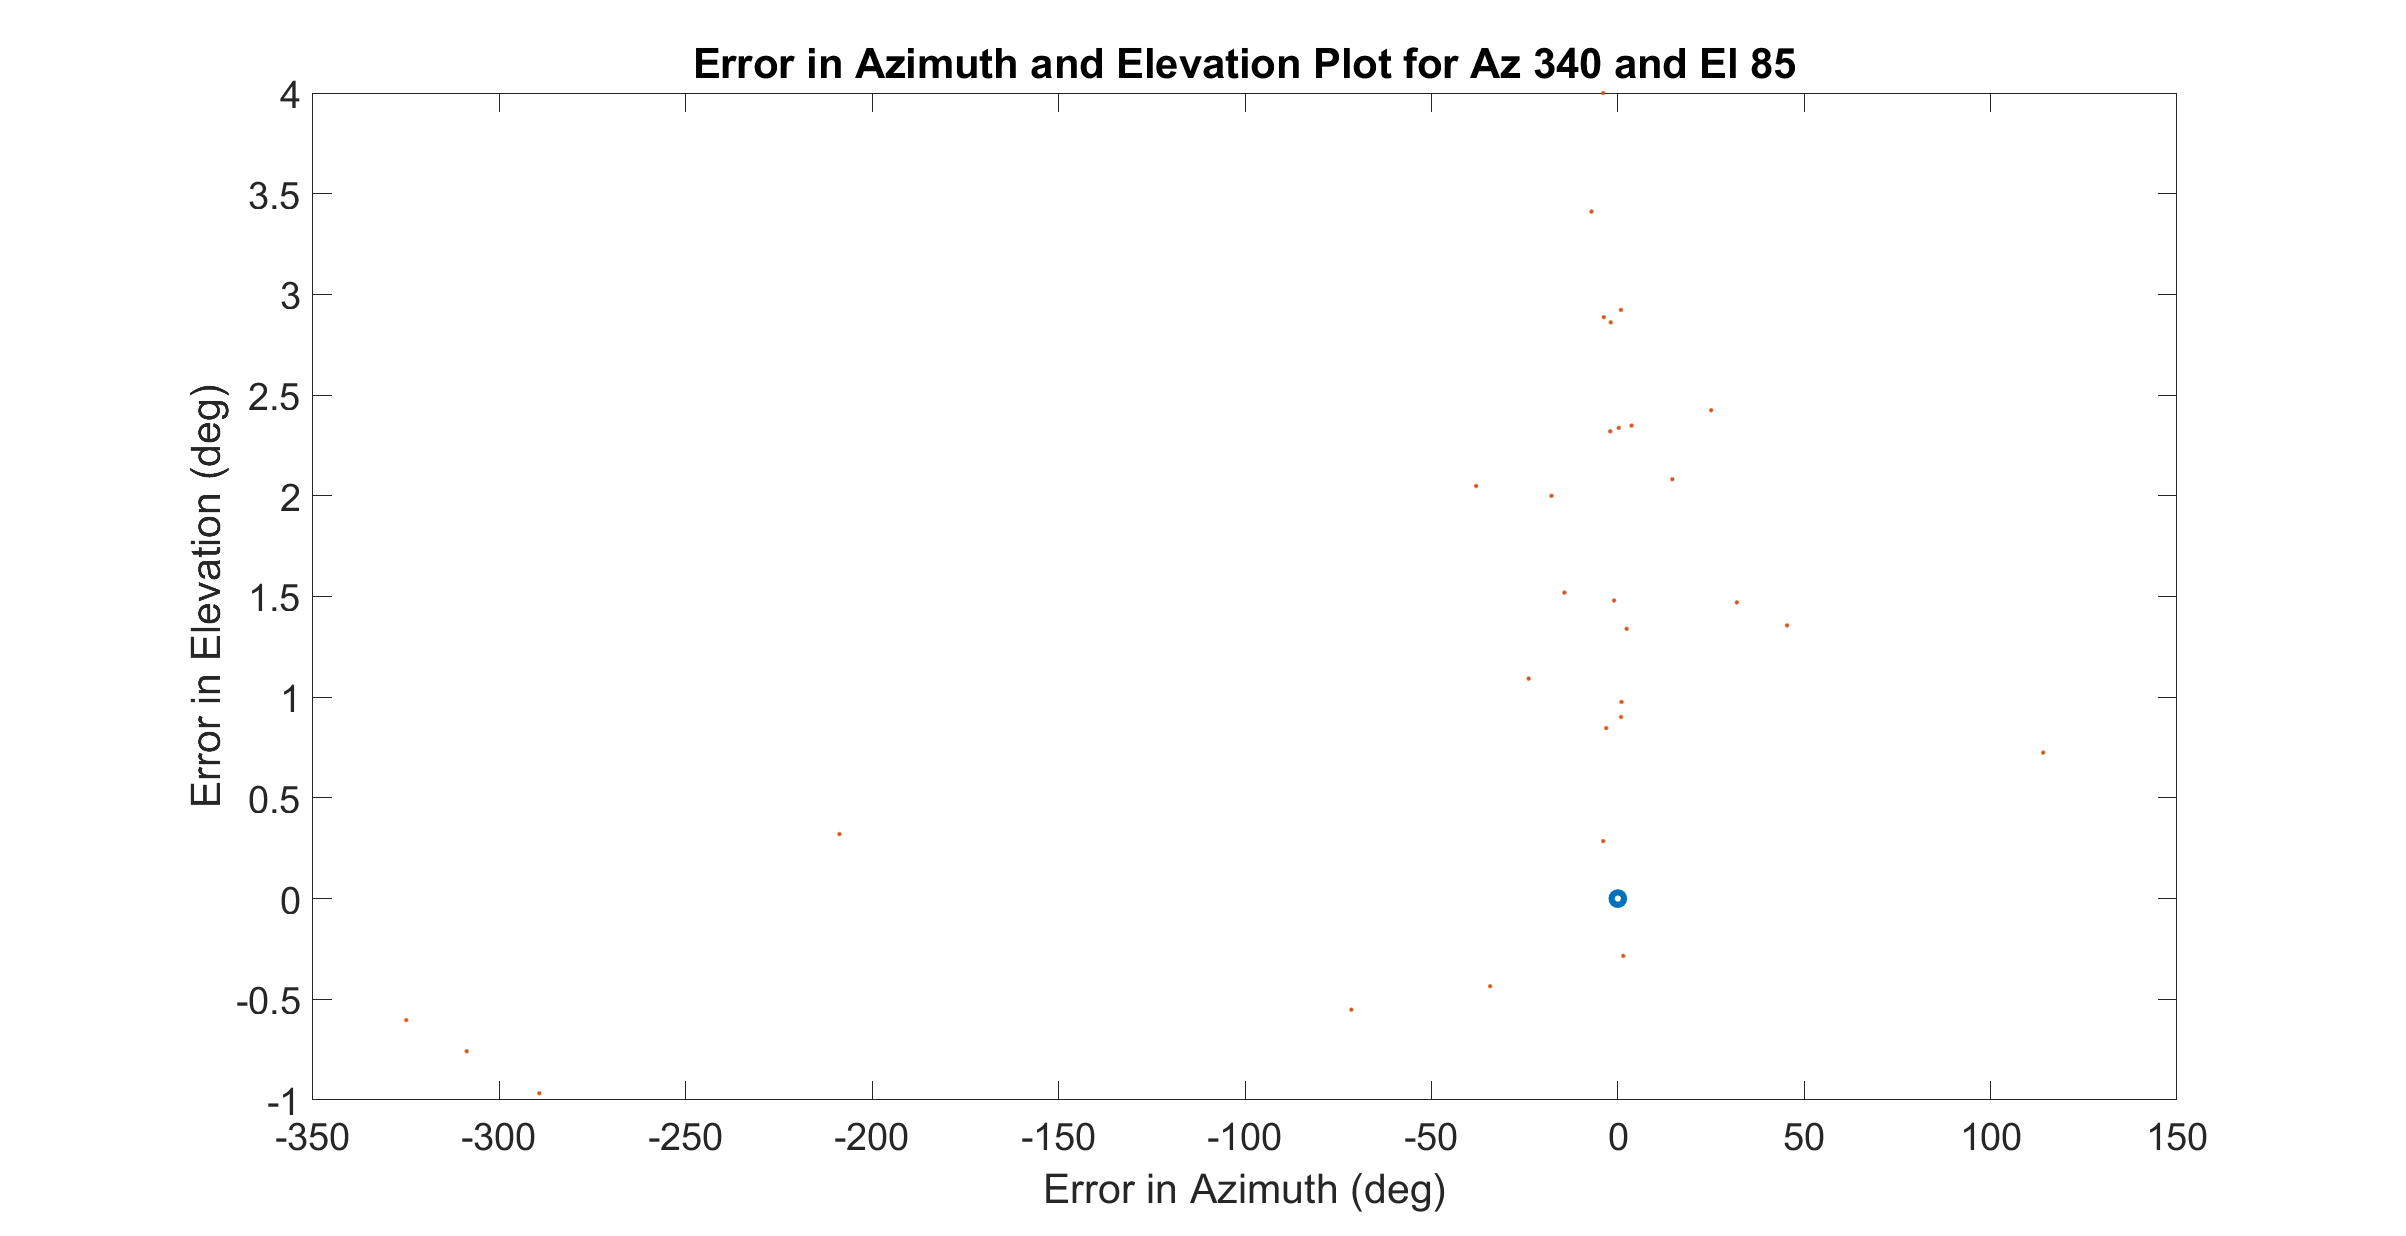 Error in Azimuth and Elevation Plot for Az 340 and El 85
4
3.5
3
2.5
2
1.5
1
0.5
0
-0.5
-1
Error in Elevation (deg)
-350 -300 -250 -200 -150 -100 -50 0 50 100 150
Error in Azimuth (deg)